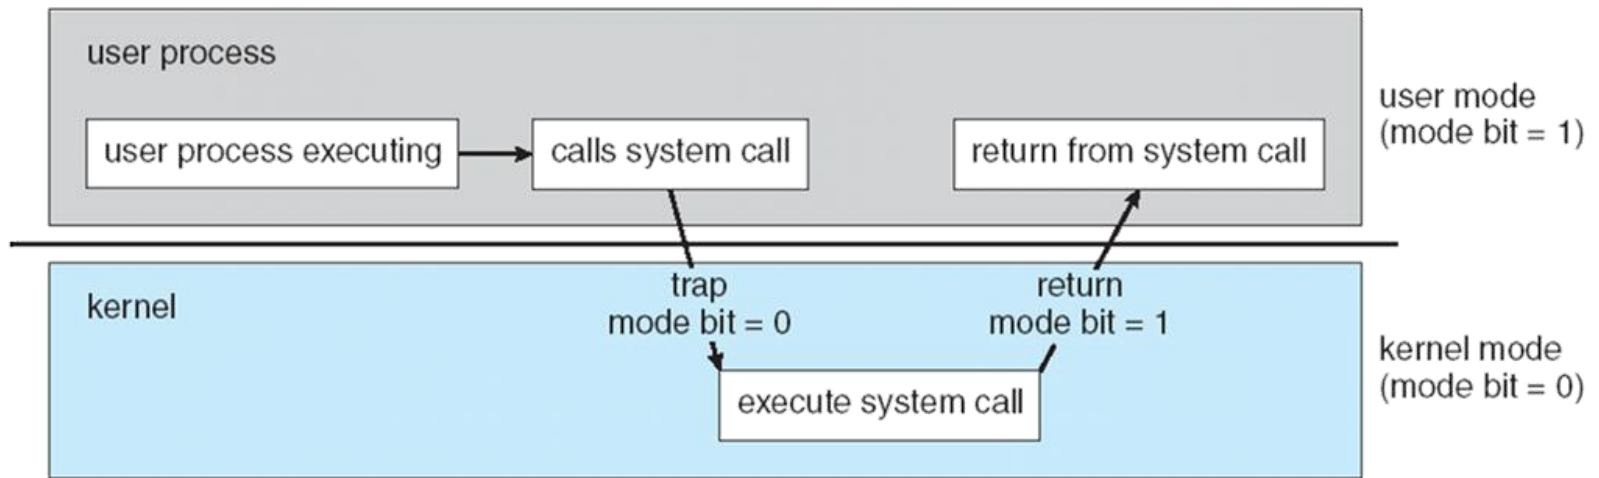 user process
user process executing
calls system call
return from system call
user mode
(mode bit = 1)
kernel
trap
mode bit = 0
return
mode bit = 1
execute system call
kernel mode
(mode bit = 0)